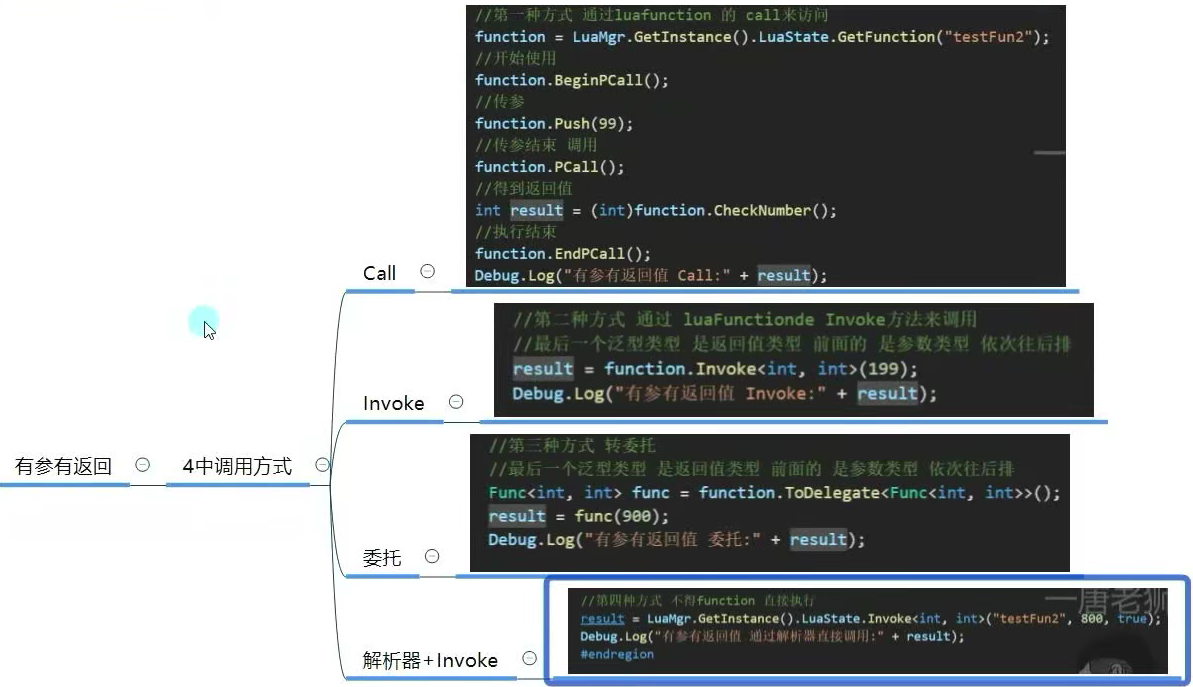 //第一种方式 通过luafunction 的 call来访问
function = LuaMgr.GetInstance().LuaState.GetFunction("testFun2");
//开始使用
function.BeginPCall();
//传参
function.Push(99);
//传参结束 调用
function.PCall();
//得到返回值
int result = (int)function.CheckNumber();
//执行结束
function.EndPCall();
Debug.Log("有参有返回值 Call:" + result);
Call
//第二种方式 通过 luaFunctionde Invoke方法来调用
//最后一个泛型类型 是返回值类型 前面的 是参数类型 依次往后排
result = function.Invoke<int, int>(199);
Debug.Log("有参有返回值 Invoke:" + result);
Invoke
有参有返回
4中调用方式
//第三种方式 转委托
//最后一个泛型类型 是返回值类型 前面的 是参数类型 依次往后排
Func<int, int> func = function.ToDelegate<Func<int, int>>();
result = func(900);
Debug.Log("有参有返回值 委托:" + result);
委托
//第四种方式 不得function 直接执行
result = LuaMgr.GetInstance().LuaState.Invoke<int, int>("testFun2", 800, true);
Debug.Log("有参有返回值 通过解析器直接调用:" + result);
#endregion
解析器+Invoke
唐老狮